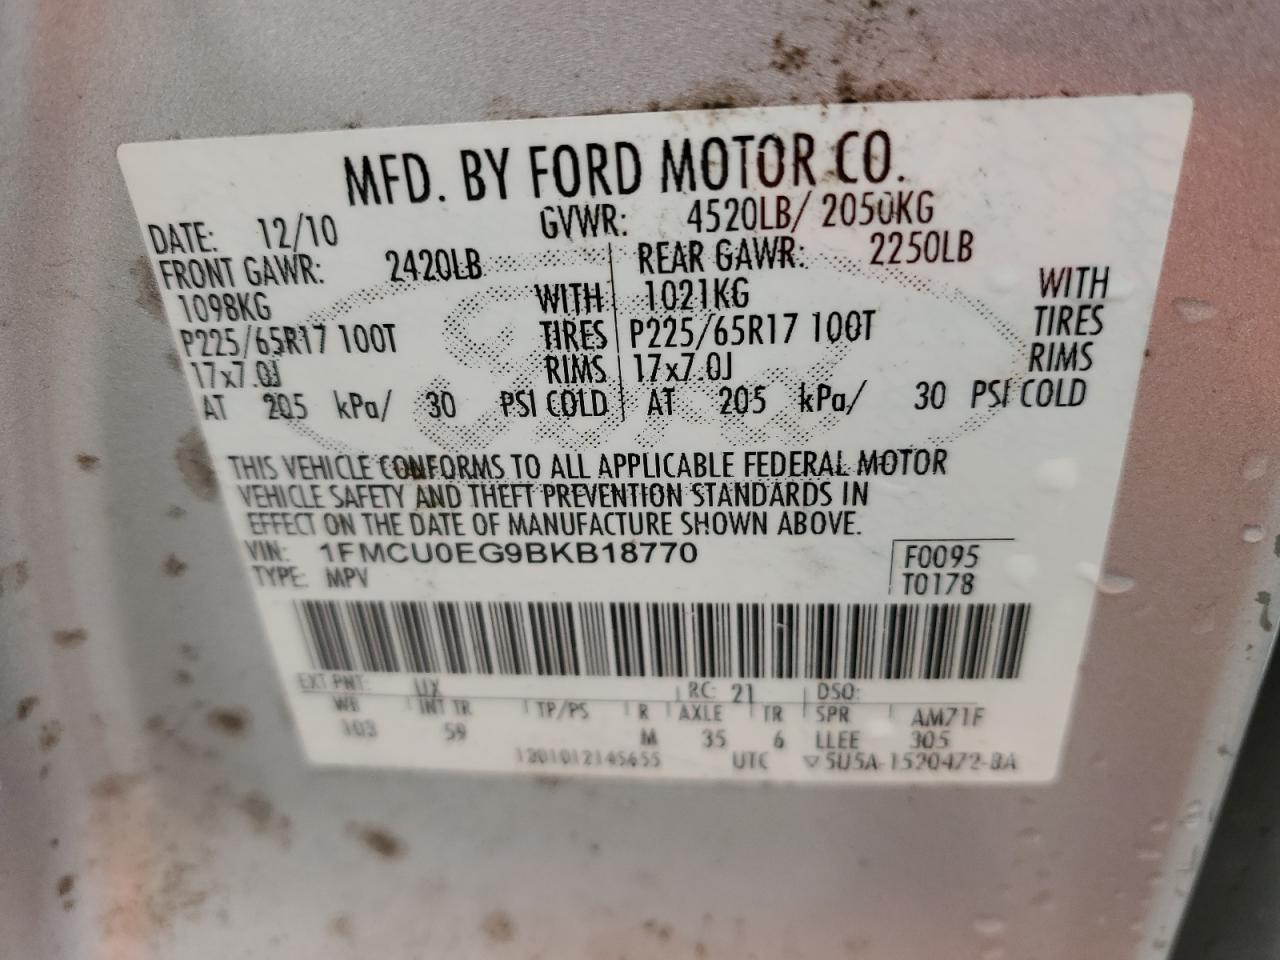 MFD. BY FORD MOTOR CO.
DATE: 12/10 GVWR: 4520LB/ 2050KG
FRONT GAWR: 2420LB REAR GAWR: 2250LB
1098KG WITH 1021KG WITH
P225/65R17 100T TIRES P225/65R17 100T TIRES
17x7.0J RIMS 17x7.0J RIMS
AT 205 kPa/ 30 PSI COLD AT 205 kPa/ 30 PSI COLD
THIS VEHICLE CONFORMS TO ALL APPLICABLE FEDERAL MOTOR
VEHICLE SAFETY AND THEFT PREVENTION STANDARDS IN
EFFECT ON THE DATE OF MANUFACTURE SHOWN ABOVE.
VIN: 1FMCU0EG9BKB18770 F0095
TYPE: MPV T0178
EXT PNT: UX RC: 21 DSO:
WB INT TR TP/PS R AXLE TR SPR AM71F
103 59 M 35 6 LLEE 305
1201012145655 UTC ▽5U5A-1520472-BA